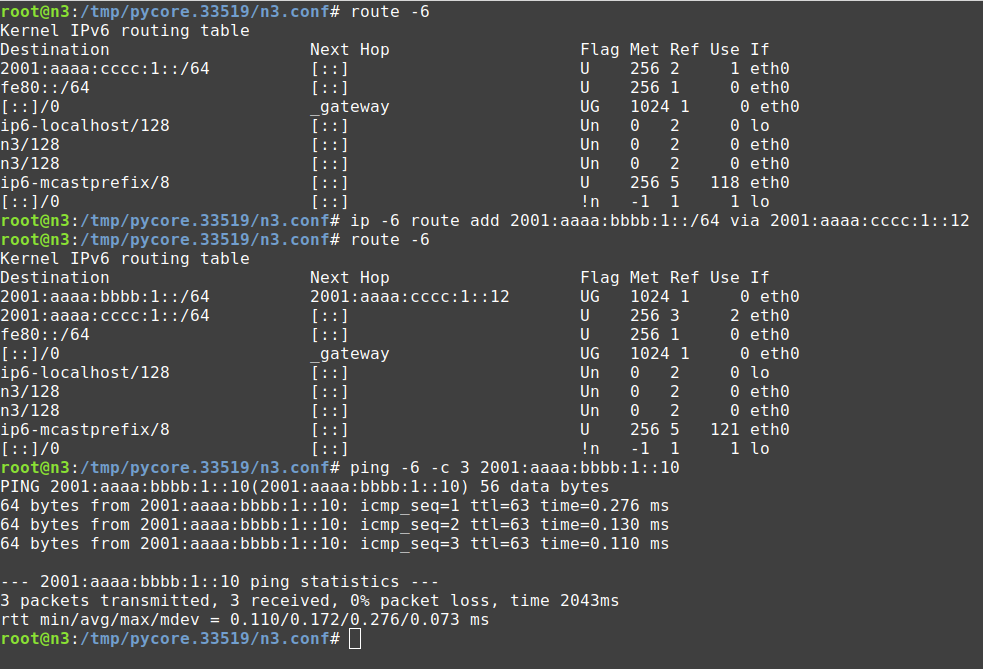 root@n3:/tmp/pycore.33519/n3.conf# route -6
Kernel IPv6 routing table
Destination                    Next Hop                   Flag Met Ref Use If
2001:aaaa:cccc:1::/64          [::]                       U    256 2     1 eth0
fe80::/64                      [::]                       U    256 1     0 eth0
[::]/0                         _gateway                   UG   1024 1     0 eth0
ip6-localhost/128              [::]                       Un   0   2     0 lo
n3/128                         [::]                       Un   0   2     0 eth0
n3/128                         [::]                       Un   0   2     0 eth0
ip6-mcastprefix/8              [::]                       U    256 5   118 eth0
[::]/0                         [::]                       !n   -1  1     1 lo
root@n3:/tmp/pycore.33519/n3.conf# ip -6 route add 2001:aaaa:bbbb:1::/64 via 2001:aaaa:cccc:1::12
root@n3:/tmp/pycore.33519/n3.conf# route -6
Kernel IPv6 routing table
Destination                    Next Hop                   Flag Met Ref Use If
2001:aaaa:bbbb:1::/64          2001:aaaa:cccc:1::12       UG   1024 1     0 eth0
2001:aaaa:cccc:1::/64          [::]                       U    256 3     2 eth0
fe80::/64                      [::]                       U    256 1     0 eth0
[::]/0                         _gateway                   UG   1024 1     0 eth0
ip6-localhost/128              [::]                       Un   0   2     0 lo
n3/128                         [::]                       Un   0   2     0 eth0
n3/128                         [::]                       Un   0   2     0 eth0
ip6-mcastprefix/8              [::]                       U    256 5   121 eth0
[::]/0                         [::]                       !n   -1  1     1 lo
root@n3:/tmp/pycore.33519/n3.conf# ping -6 -c 3 2001:aaaa:bbbb:1::10
PING 2001:aaaa:bbbb:1::10(2001:aaaa:bbbb:1::10) 56 data bytes
64 bytes from 2001:aaaa:bbbb:1::10: icmp_seq=1 ttl=63 time=0.276 ms
64 bytes from 2001:aaaa:bbbb:1::10: icmp_seq=2 ttl=63 time=0.130 ms
64 bytes from 2001:aaaa:bbbb:1::10: icmp_seq=3 ttl=63 time=0.110 ms

--- 2001:aaaa:bbbb:1::10 ping statistics ---
3 packets transmitted, 3 received, 0% packet loss, time 2043ms
rtt min/avg/max/mdev = 0.110/0.172/0.276/0.073 ms
root@n3:/tmp/pycore.33519/n3.conf#